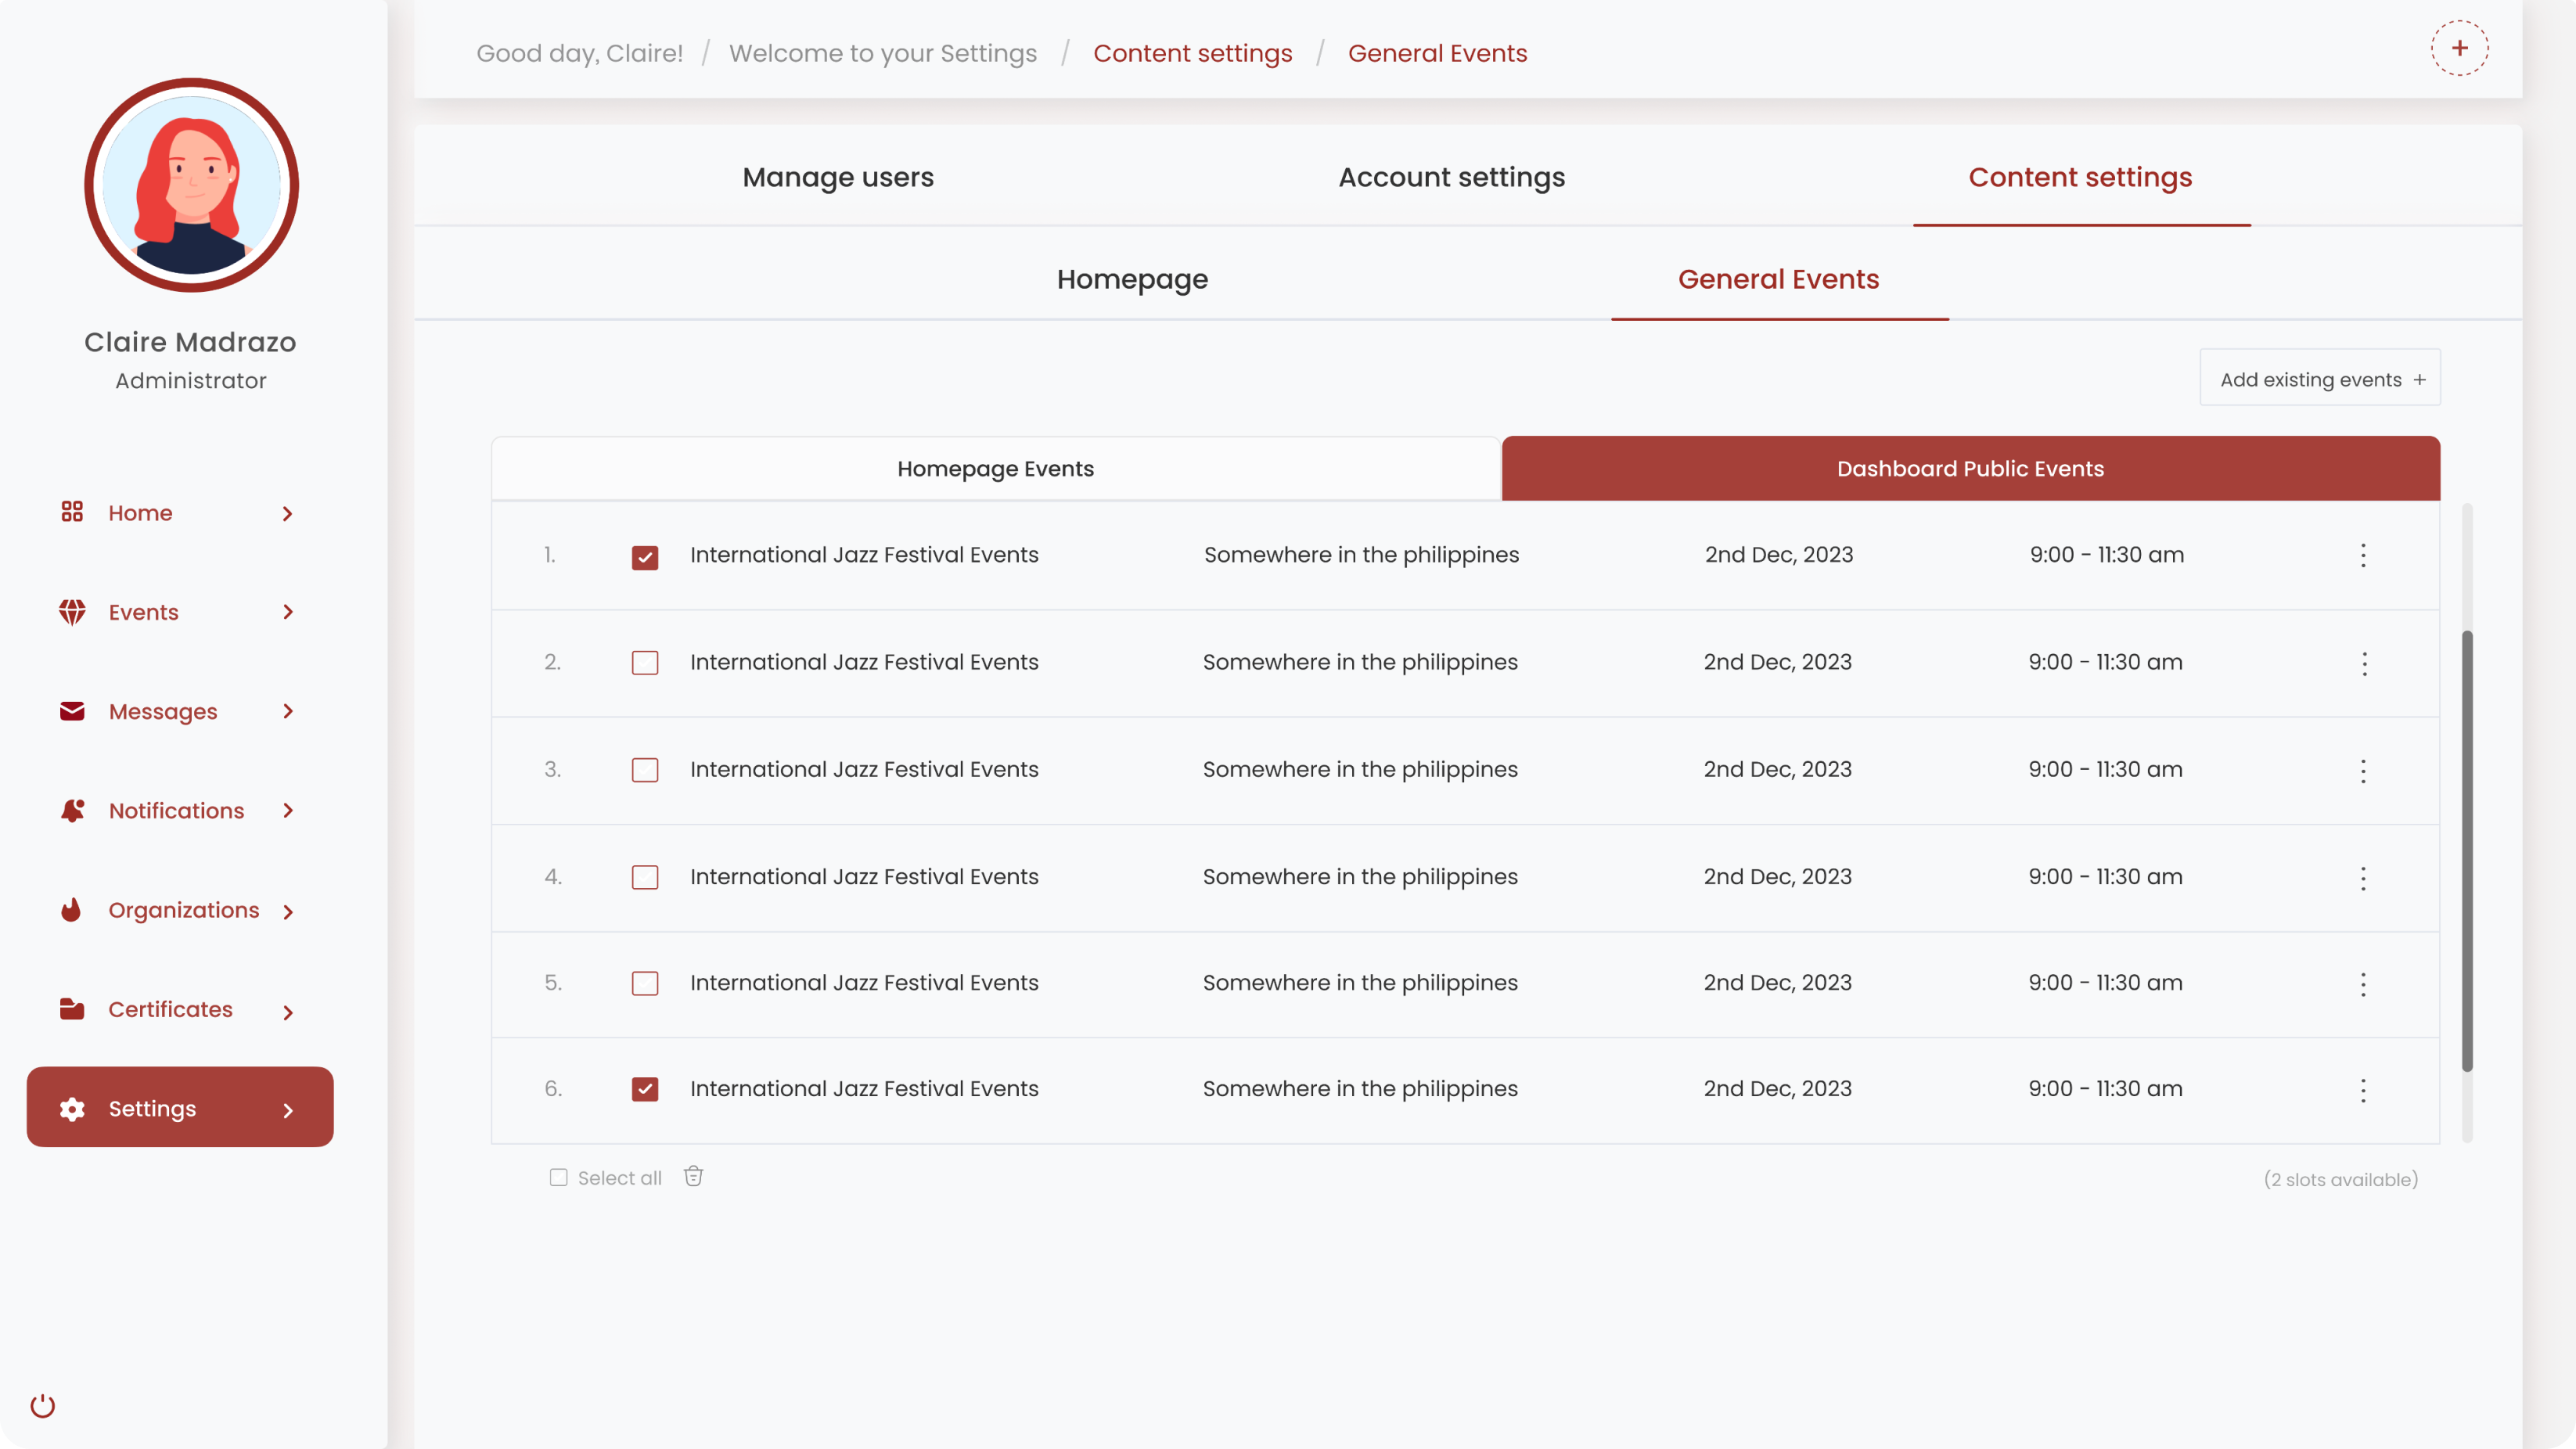 Good day, Claire! / Welcome to your Settings / Content settings / General Events
+
Claire Madrazo
Administrator
Home
Events
Messages
Notifications
Organizations
Certificates
Settings
Manage users Account settings Content settings
Homepage General Events
Add existing events +
Homepage Events Dashboard Public Events
1. International Jazz Festival Events Somewhere in the philippines 2nd Dec, 2023 9:00 - 11:30 am
2. International Jazz Festival Events Somewhere in the philippines 2nd Dec, 2023 9:00 - 11:30 am
3. International Jazz Festival Events Somewhere in the philippines 2nd Dec, 2023 9:00 - 11:30 am
4. International Jazz Festival Events Somewhere in the philippines 2nd Dec, 2023 9:00 - 11:30 am
5. International Jazz Festival Events Somewhere in the philippines 2nd Dec, 2023 9:00 - 11:30 am
6. International Jazz Festival Events Somewhere in the philippines 2nd Dec, 2023 9:00 - 11:30 am
Select all (2 slots available)